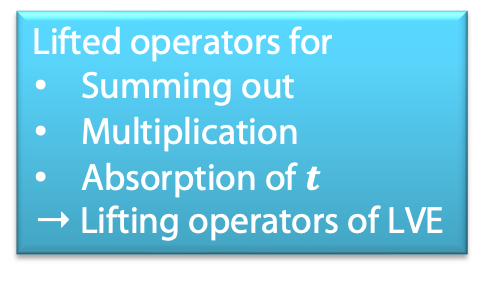 Lifted operators for
• Summing out
• Multiplication
• Absorption of t
→ Lifting operators of LVE